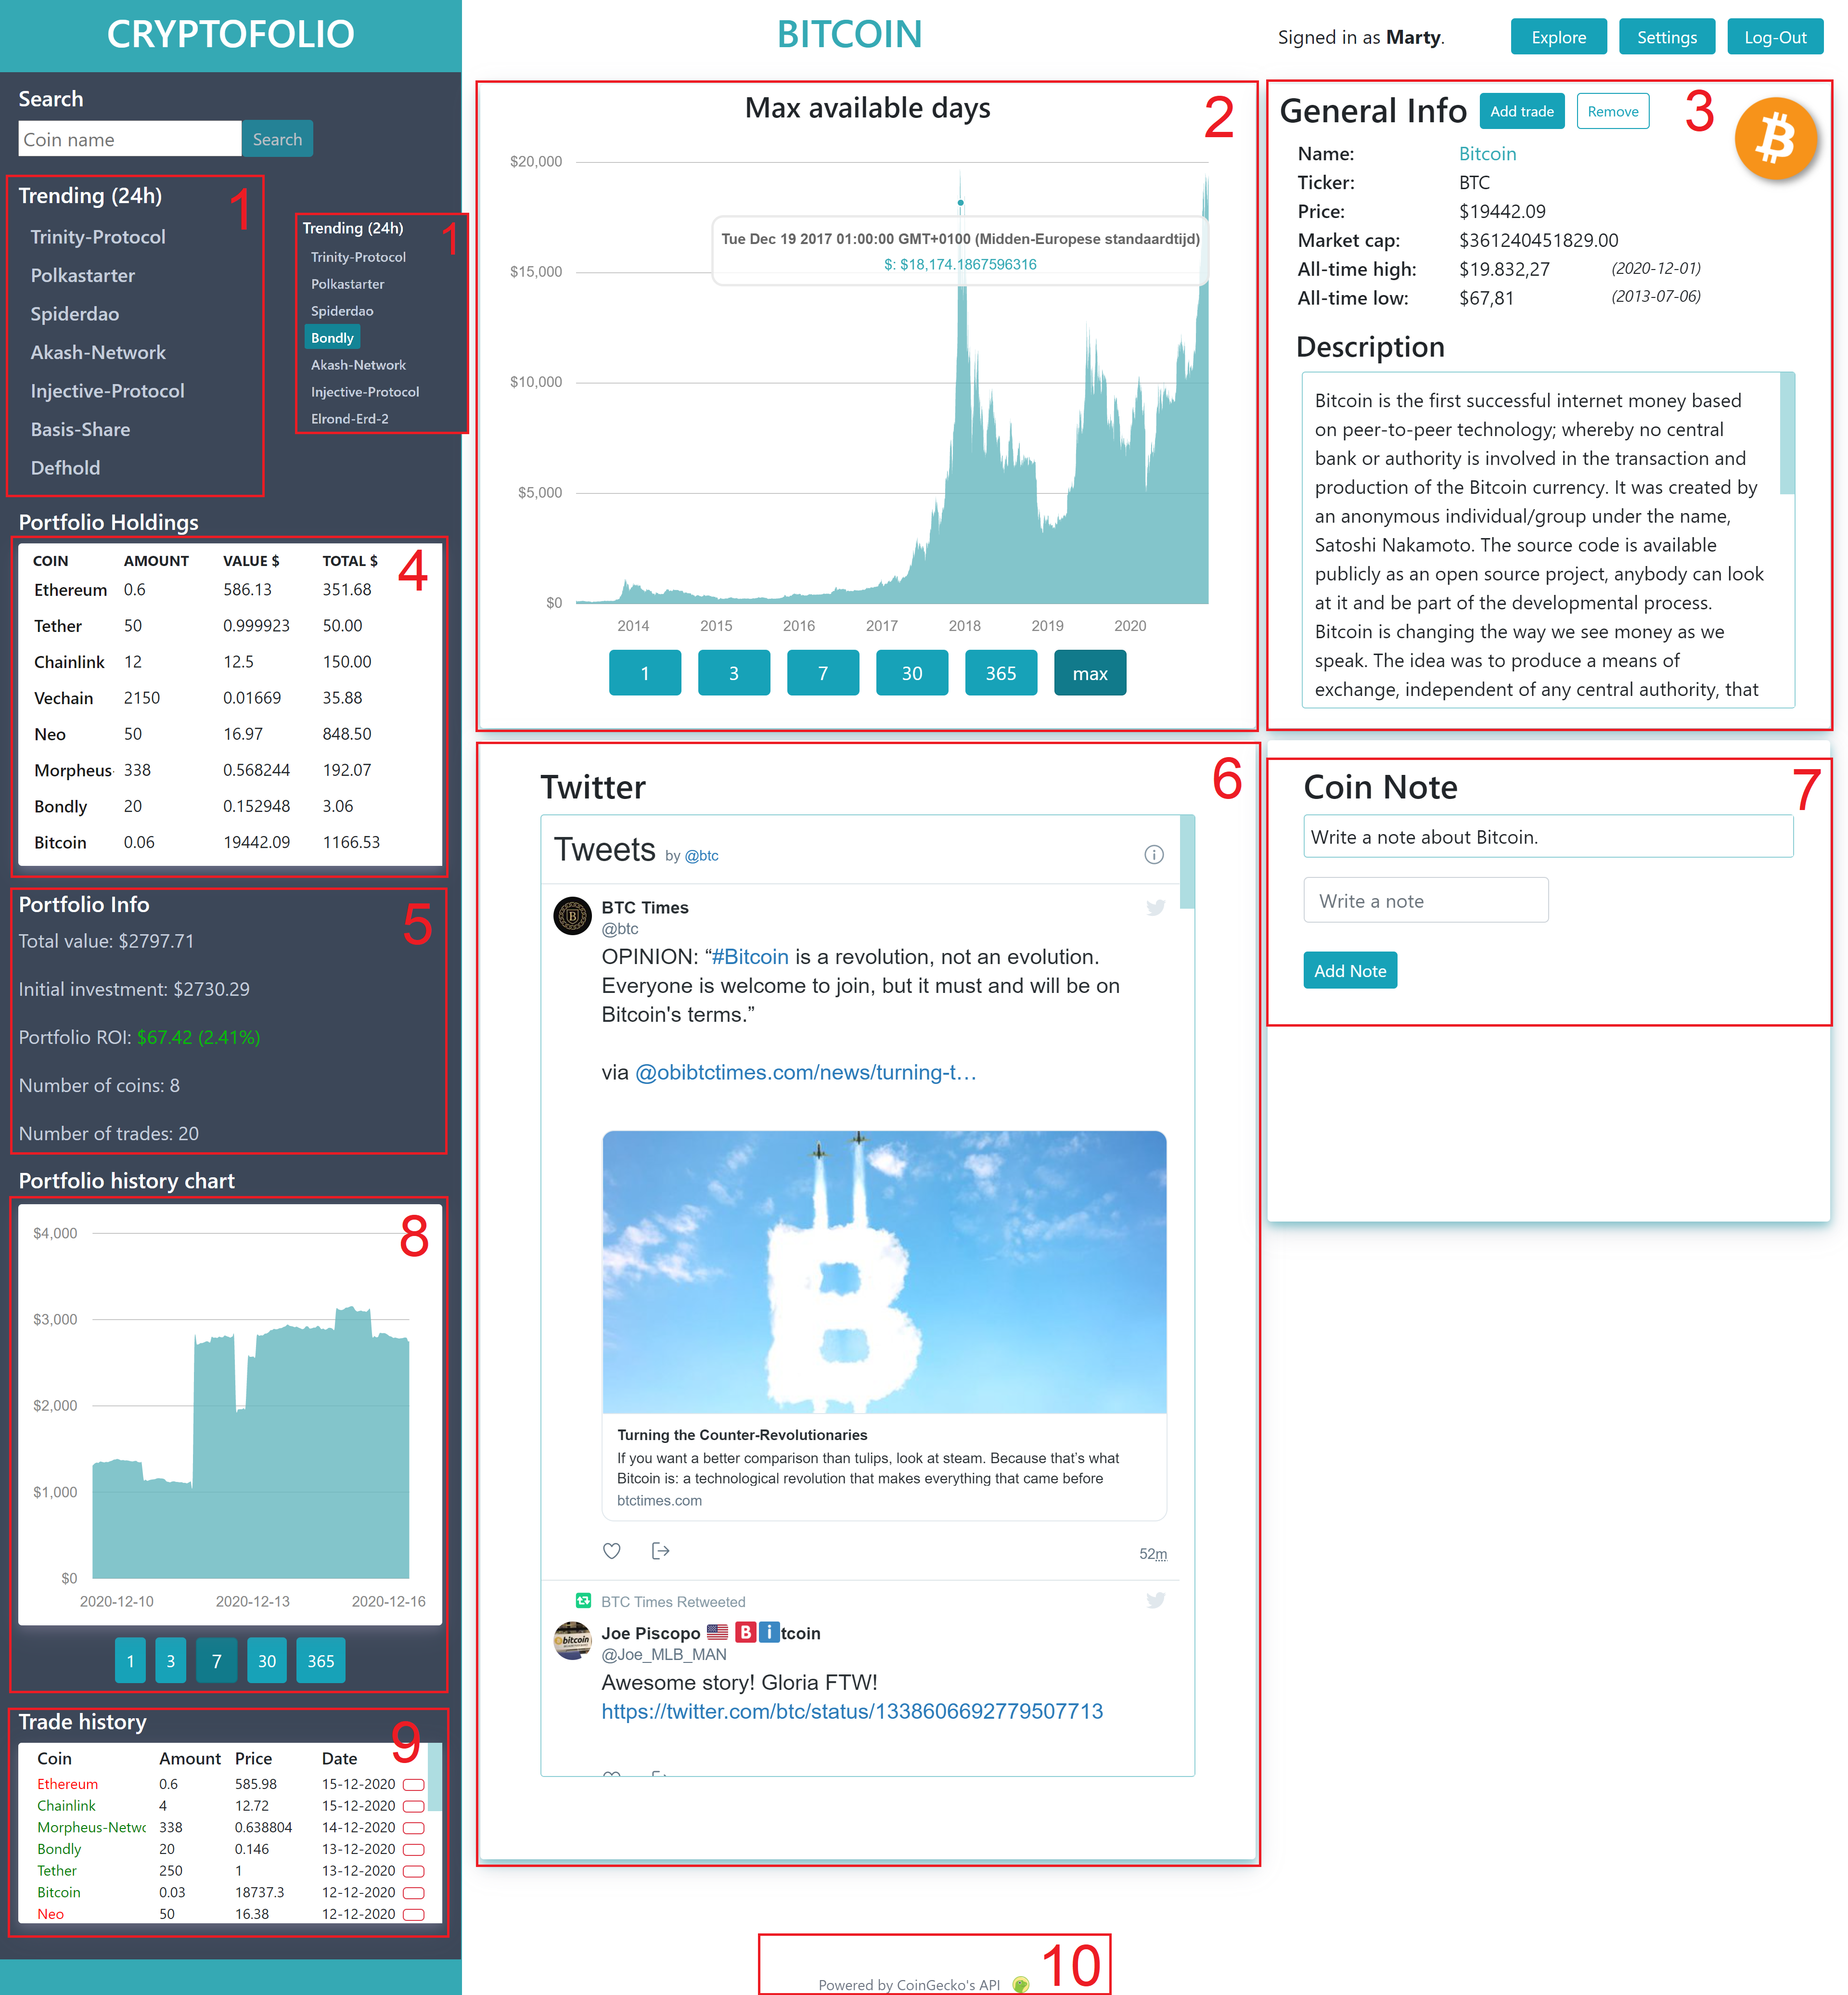 CRYPTOFOLIO
BITCOIN
Signed in as Marty.
Explore
Settings
Log-Out
Search
Coin name
Search
Trending (24h)
1
Trinity-Protocol
Polkastarter
Spiderdao
Akash-Network
Injective-Protocol
Basis-Share
Defhold
Trending (24h)
1
Trinity-Protocol
Polkastarter
Spiderdao
Bondly
Akash-Network
Injective-Protocol
Elrond-Erd-2
Portfolio Holdings
4
COIN AMOUNT VALUE $ TOTAL $
Ethereum 0.6 586.13 351.68
Tether 50 0.999923 50.00
Chainlink 12 12.5 150.00
Vechain 2150 0.01669 35.88
Neo 50 16.97 848.50
Morpheus- 338 0.568244 192.07
Bondly 20 0.152948 3.06
Bitcoin 0.06 19442.09 1166.53
Portfolio Info
5
Total value: $2797.71
Initial investment: $2730.29
Portfolio ROI: $67.42 (2.41%)
Number of coins: 8
Number of trades: 20
Portfolio history chart
8
$4,000
$3,000
$2,000
$1,000
$0
2020-12-10 2020-12-13 2020-12-16
1 3 7 30 365
Trade history
9
Coin Amount Price Date
Ethereum 0.6 585.98 15-12-2020
Chainlink 4 12.72 15-12-2020
Morpheus-Netwo 338 0.638804 14-12-2020
Bondly 20 0.146 13-12-2020
Tether 250 1 13-12-2020
Bitcoin 0.03 18737.3 12-12-2020
Neo 50 16.38 12-12-2020
Max available days
2
$20,000
$15,000
$10,000
$5,000
$0
Tue Dec 19 2017 01:00:00 GMT+0100 (Midden-Europese standaardtijd)
$: $18,174.1867596316
2014 2015 2016 2017 2018 2019 2020
1 3 7 30 365 max
General Info
Add trade
Remove
3
Name: Bitcoin
Ticker: BTC
Price: $19442.09
Market cap: $361240451829.00
All-time high: $19.832,27 (2020-12-01)
All-time low: $67,81 (2013-07-06)
Description
Bitcoin is the first successful internet money based
on peer-to-peer technology; whereby no central
bank or authority is involved in the transaction and
production of the Bitcoin currency. It was created by
an anonymous individual/group under the name,
Satoshi Nakamoto. The source code is available
publicly as an open source project, anybody can look
at it and be part of the developmental process.
Bitcoin is changing the way we see money as we
speak. The idea was to produce a means of
exchange, independent of any central authority, that
Twitter
6
Tweets by @btc
BTC Times
@btc
OPINION: “#Bitcoin is a revolution, not an evolution.
Everyone is welcome to join, but it must and will be on
Bitcoin's terms.”
via @obibtctimes.com/news/turning-t…
Turning the Counter-Revolutionaries
If you want a better comparison than tulips, look at steam. Because that’s what
Bitcoin is: a technological revolution that makes everything that came before
btctimes.com
52m
BTC Times Retweeted
Joe Piscopo 🇺🇸 🅱️ℹ️tcoin
@Joe_MLB_MAN
Awesome story! Gloria FTW!
https://twitter.com/btc/status/1338606692779507713
Coin Note
7
Write a note about Bitcoin.
Write a note
Add Note
10
Powered by CoinGecko's API